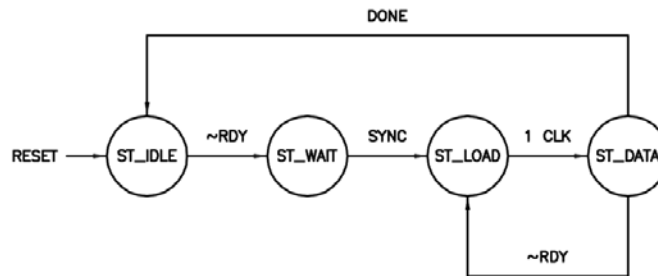 DONE
~RDY
SYNC
1 CLK
RESET
ST_IDLE
ST_WAIT
ST_LOAD
ST_DATA
~RDY